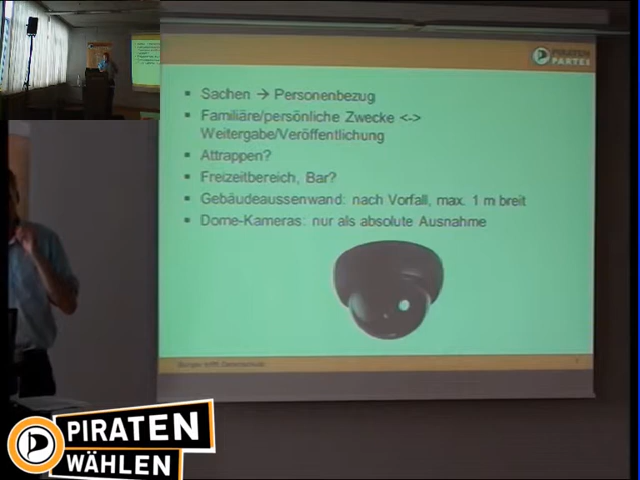 PIRATEN
PARTEI
Sachen → Personenbezug
Familiäre/persönliche Zwecke <->
Weitergabe/Veröffentlichung
Attrappen?
Freizeitbereich, Bar?
Gebäudeaussenwand: nach Vorfall, max. 1 m breit
Dome-Kameras: nur als absolute Ausnahme
PIRATEN
WÄHLEN